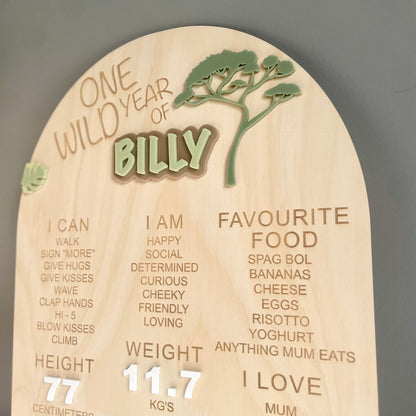 ONE
WILD YEAR
OF
BILLY
I CAN
WALK
SIGN "MORE"
GIVE HUGS
GIVE KISSES
WAVE
CLAP HANDS
HI - 5
BLOW KISSES
CLIMB
I AM
HAPPY
SOCIAL
DETERMINED
CURIOUS
CHEEKY
FRIENDLY
LOVING
FAVOURITE
FOOD
SPAG BOL
BANANAS
CHEESE
EGGS
RISOTTO
YOGHURT
ANYTHING MUM EATS
HEIGHT
77
CENTIMETERS
WEIGHT
11.7
KG'S
I LOVE
MUM